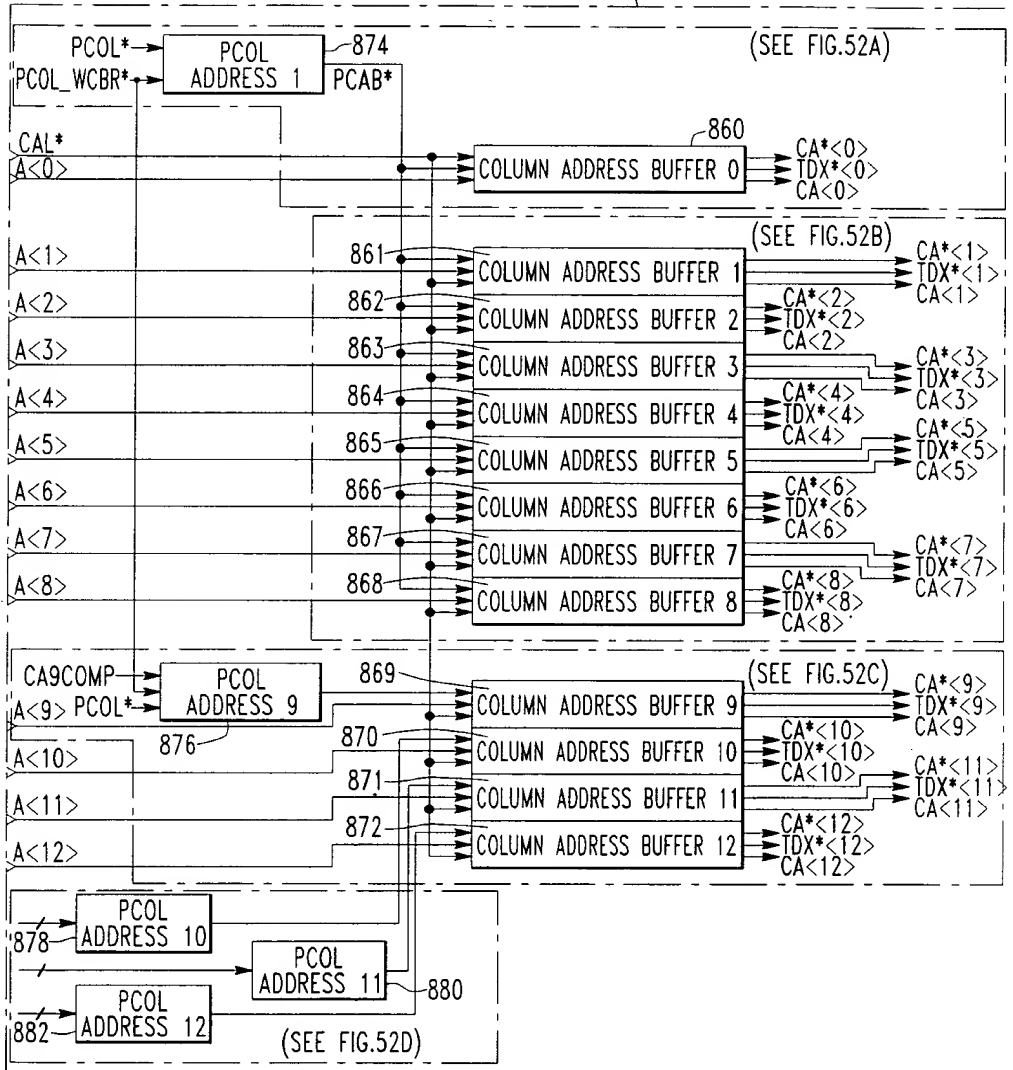 PCOL*
PCOL_WCBR*
PCOL
ADDRESS 1
874
PCAB*
(SEE FIG.52A)
CAL*
A<0>
860
COLUMN ADDRESS BUFFER 0
CA*<0>
TDX*<0>
CA<0>
(SEE FIG.52B)
A<1>
861
COLUMN ADDRESS BUFFER 1
CA*<1>
TDX*<1>
CA<1>
A<2>
862
COLUMN ADDRESS BUFFER 2
CA*<2>
TDX*<2>
CA<2>
A<3>
863
COLUMN ADDRESS BUFFER 3
CA*<3>
TDX*<3>
CA<3>
A<4>
864
COLUMN ADDRESS BUFFER 4
CA*<4>
TDX*<4>
CA<4>
A<5>
865
COLUMN ADDRESS BUFFER 5
CA*<5>
TDX*<5>
CA<5>
A<6>
866
COLUMN ADDRESS BUFFER 6
CA*<6>
TDX*<6>
CA<6>
A<7>
867
COLUMN ADDRESS BUFFER 7
CA*<7>
TDX*<7>
CA<7>
A<8>
868
COLUMN ADDRESS BUFFER 8
CA*<8>
TDX*<8>
CA<8>
(SEE FIG.52C)
CA9COMP
PCOL*
PCOL
ADDRESS 9
876
A<9>
869
COLUMN ADDRESS BUFFER 9
CA*<9>
TDX*<9>
CA<9>
A<10>
870
COLUMN ADDRESS BUFFER 10
CA*<10>
TDX*<10>
CA<10>
A<11>
871
COLUMN ADDRESS BUFFER 11
CA*<11>
TDX*<11>
CA<11>
A<12>
872
COLUMN ADDRESS BUFFER 12
CA*<12>
TDX*<12>
CA<12>
878
PCOL
ADDRESS 10
PCOL
ADDRESS 11
880
882
PCOL
ADDRESS 12
(SEE FIG.52D)